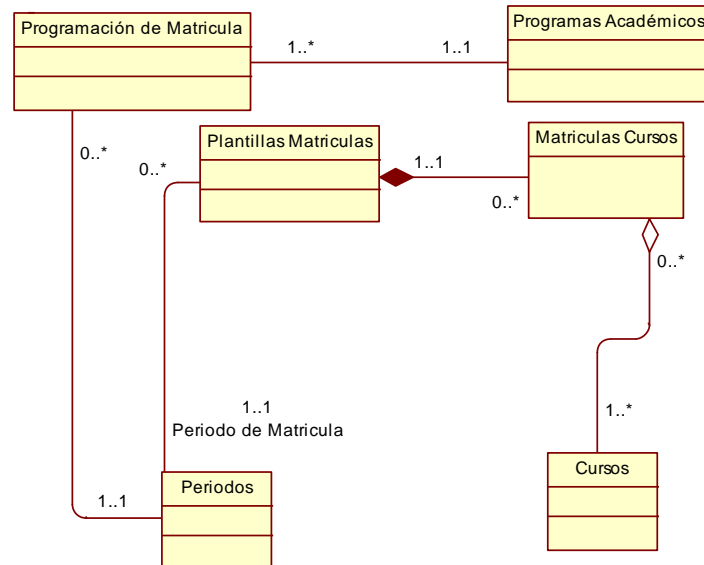 Programación de Matricula
Programas Académicos
1..*
1..1
Plantillas Matriculas
Matriculas Cursos
0..*
0..*
1..1
0..*
0..*
1..1
Periodo de Matricula
1..*
Cursos
Periodos
1..1